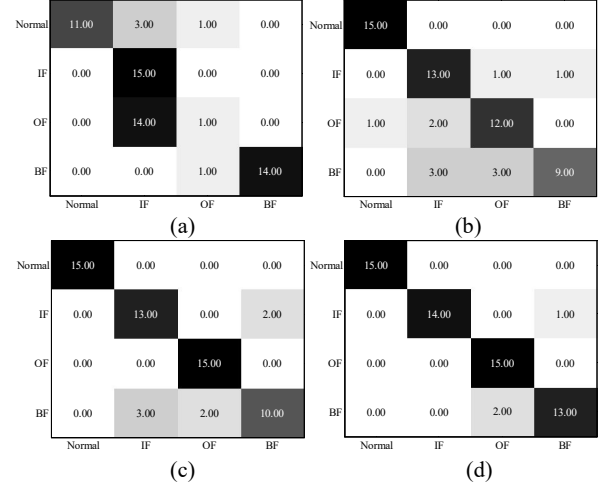 Normal 11.00 3.00 1.00 0.00
IF 0.00 15.00 0.00 0.00
OF 0.00 14.00 1.00 0.00
BF 0.00 0.00 1.00 14.00
Normal IF OF BF
(a)
Normal 15.00 0.00 0.00 0.00
IF 0.00 13.00 1.00 1.00
OF 1.00 2.00 12.00 0.00
BF 0.00 3.00 3.00 9.00
Normal IF OF BF
(b)
Normal 15.00 0.00 0.00 0.00
IF 0.00 13.00 0.00 2.00
OF 0.00 0.00 15.00 0.00
BF 0.00 3.00 2.00 10.00
Normal IF OF BF
(c)
Normal 15.00 0.00 0.00 0.00
IF 0.00 14.00 0.00 1.00
OF 0.00 0.00 15.00 0.00
BF 0.00 0.00 2.00 13.00
Normal IF OF BF
(d)